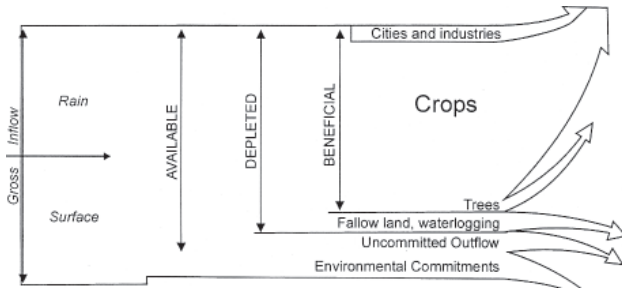 Cities and industries
Rain
Crops
Gross Inflow
AVAILABLE
DEPLETED
BENEFICIAL
Surface
Trees
Fallow land, waterlogging
Uncommitted Outflow
Environmental Commitments